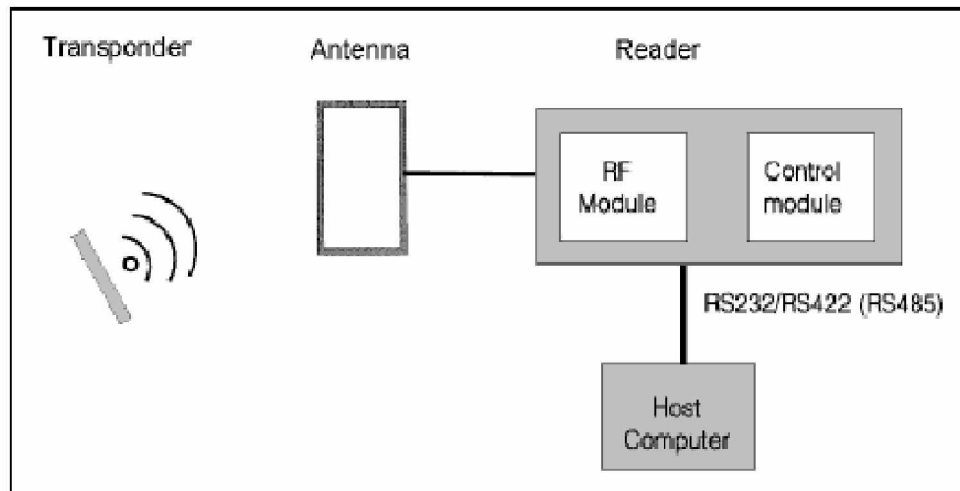 Transponder
Antenna
Reader
RF
Module
Control
module
RS232/RS422 (RS485)
Host
Computer